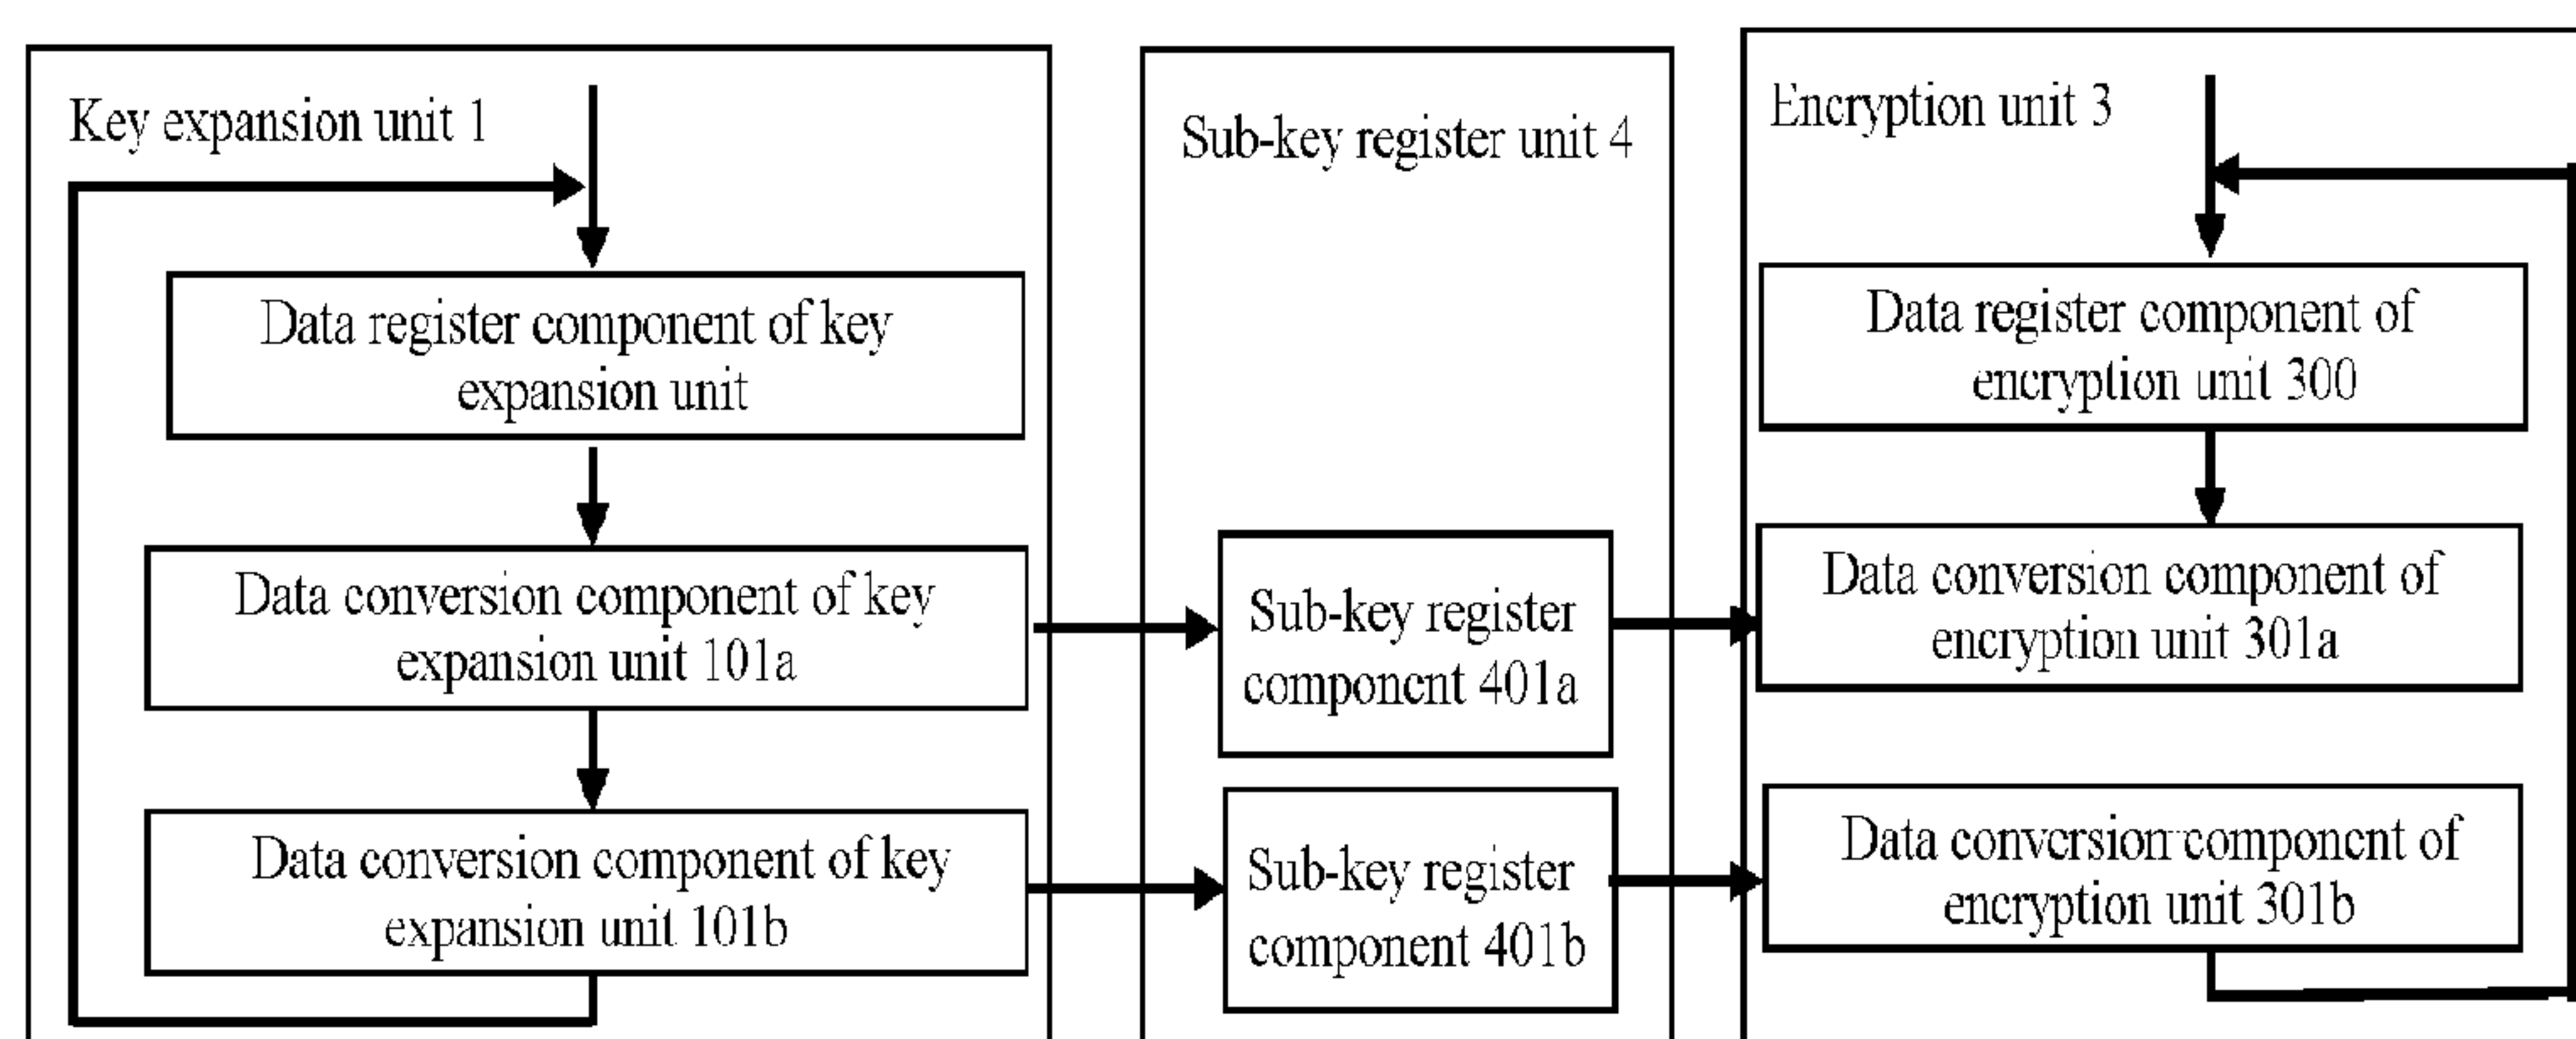 Key expansion unit 1
Data register component of key
expansion unit
Data conversion component of key
expansion unit 101a
Data conversion component of key
expansion unit 101b
Sub-key register unit 4
Sub-key register
component 401a
Sub-key register
component 401b
Encryption unit 3
Data register component of
encryption unit 300
Data conversion component of
encryption unit 301a
Data conversion component of
encryption unit 301b